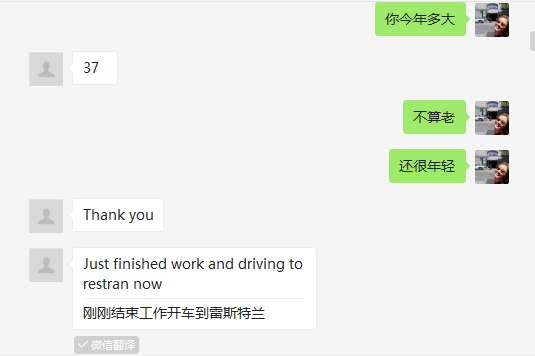 你今年多大
37
不算老
还很年轻
Thank you
Just finished work and driving to
restran now
刚刚结束工作开车到雷斯特兰
微信翻译